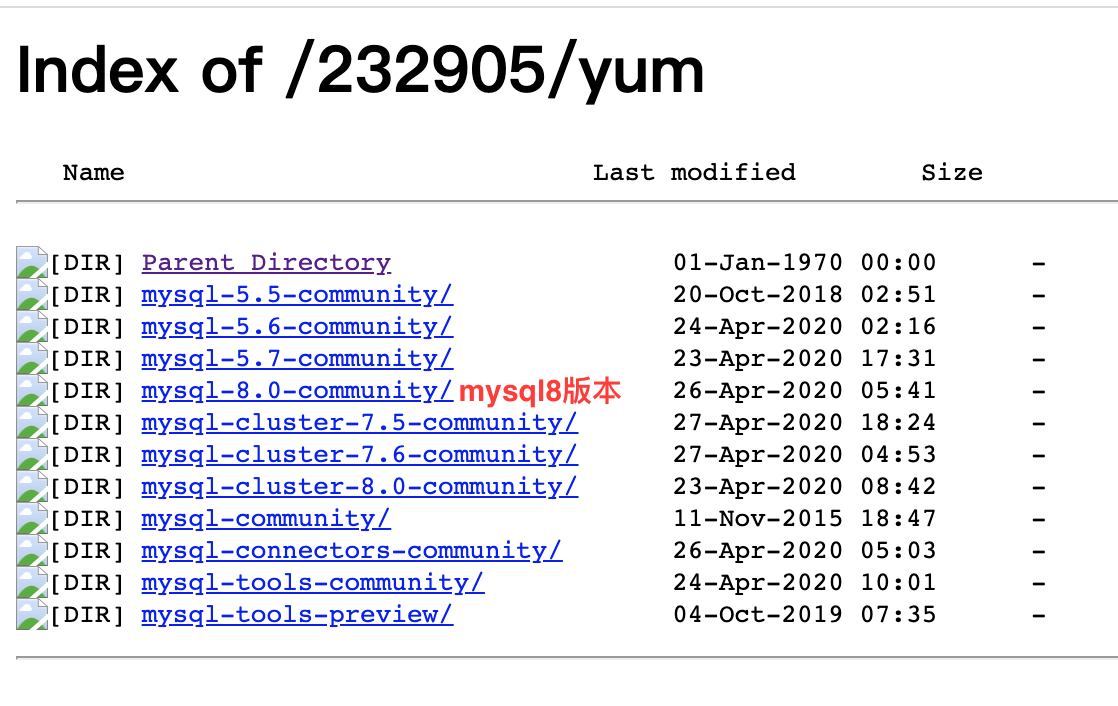 Index of /232905/yum
Name Last modified Size
[DIR] Parent Directory 01-Jan-1970 00:00 -
[DIR] mysql-5.5-community/ 20-Oct-2018 02:51 -
[DIR] mysql-5.6-community/ 24-Apr-2020 02:16 -
[DIR] mysql-5.7-community/ 23-Apr-2020 17:31 -
[DIR] mysql-8.0-community/ mysql8版本 26-Apr-2020 05:41 -
[DIR] mysql-cluster-7.5-community/ 27-Apr-2020 18:24 -
[DIR] mysql-cluster-7.6-community/ 27-Apr-2020 04:53 -
[DIR] mysql-cluster-8.0-community/ 23-Apr-2020 08:42 -
[DIR] mysql-community/ 11-Nov-2015 18:47 -
[DIR] mysql-connectors-community/ 26-Apr-2020 05:03 -
[DIR] mysql-tools-community/ 24-Apr-2020 10:01 -
[DIR] mysql-tools-preview/ 04-Oct-2019 07:35 -